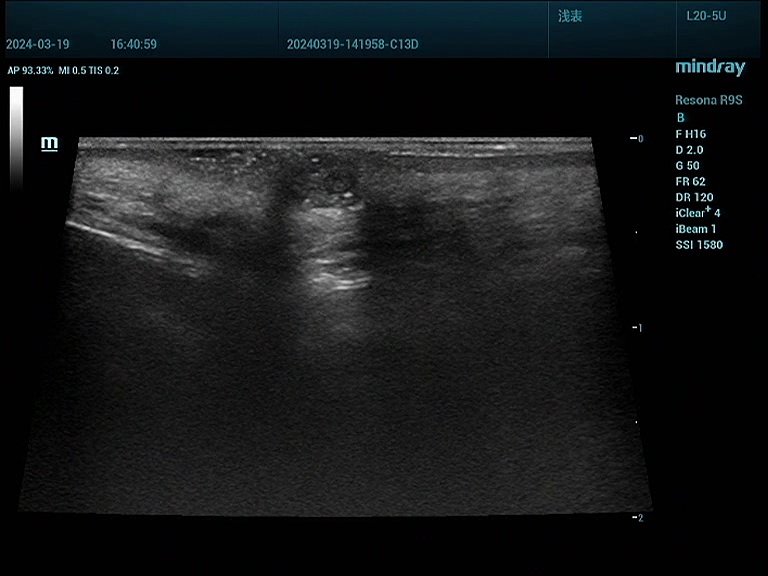 浅表
L20-5U
2024-03-19
16:40:59
20240319-141958-C13D
AP 93.33% MI 0.5 TIS 0.2
mindray
m
Resona R9S
B
F H16
D 2.0
G 50
FR 62
DR 120
iClear+ 4
iBeam 1
SSI 1580
0
1
2